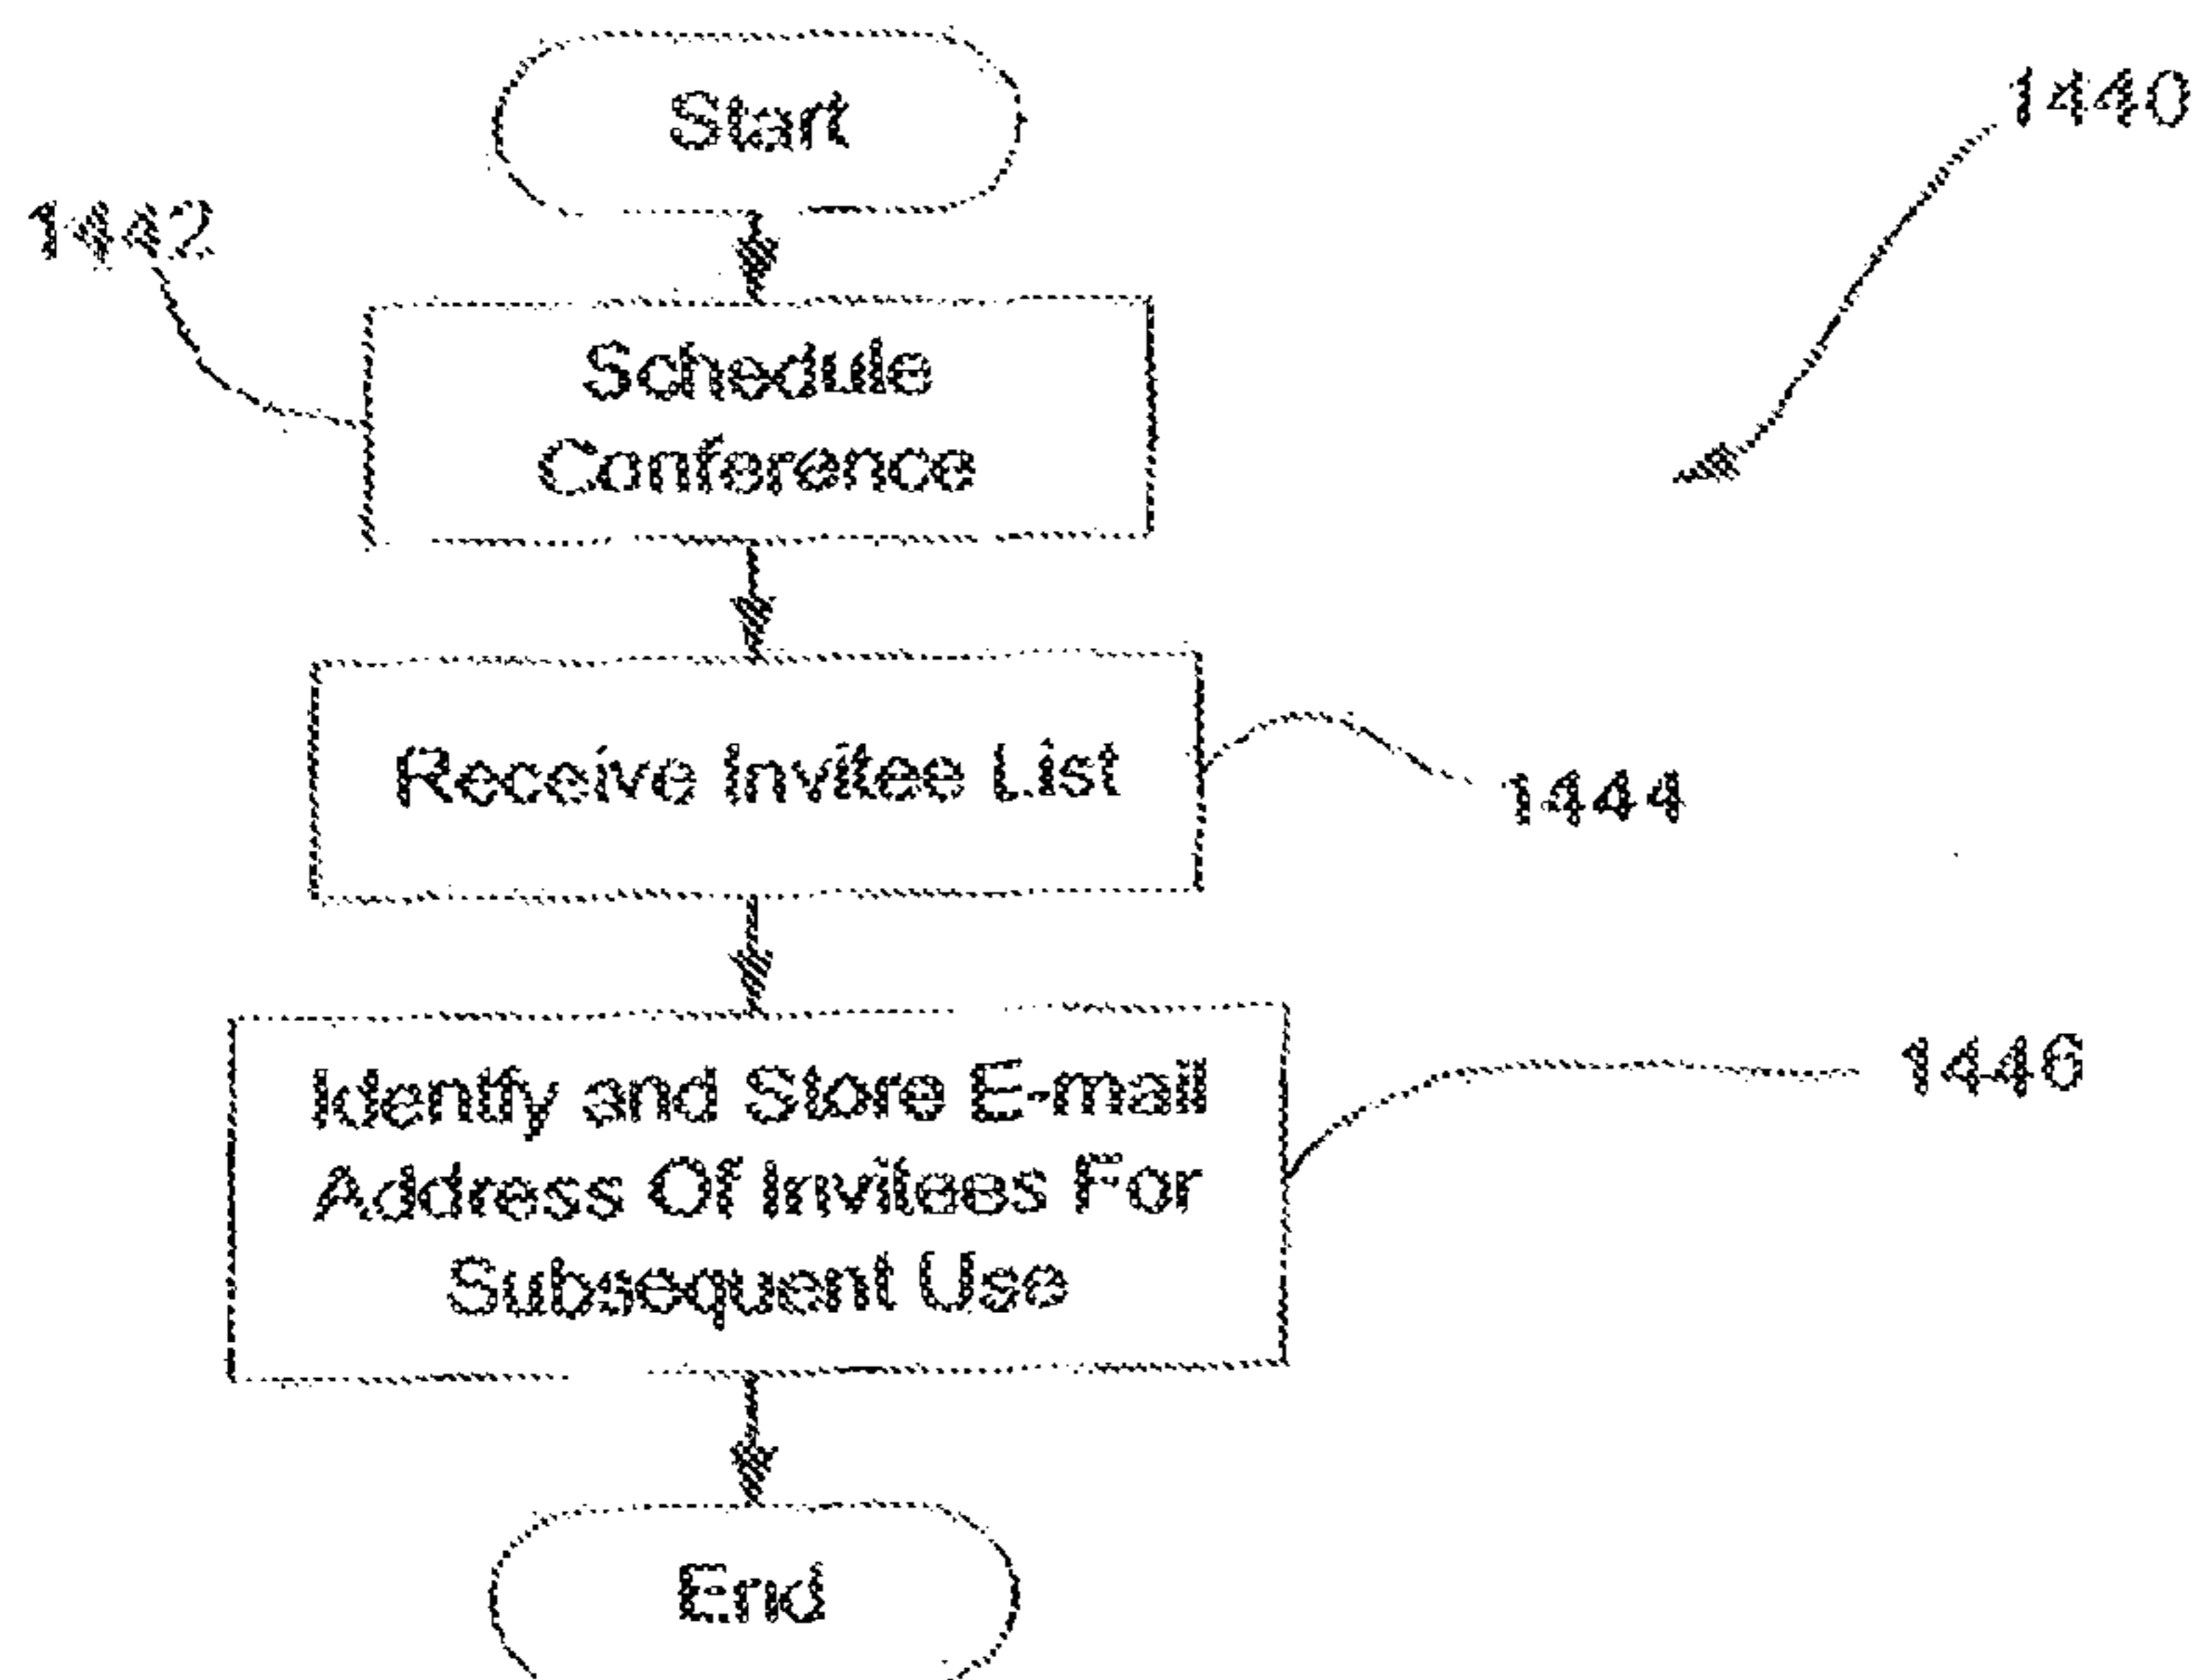 Start
1440
1442
Schedule
Conference
Receive Invitee List
1444
Identify and Store E-mail
Address Of Invitees For
Subsequent Use
1446
End